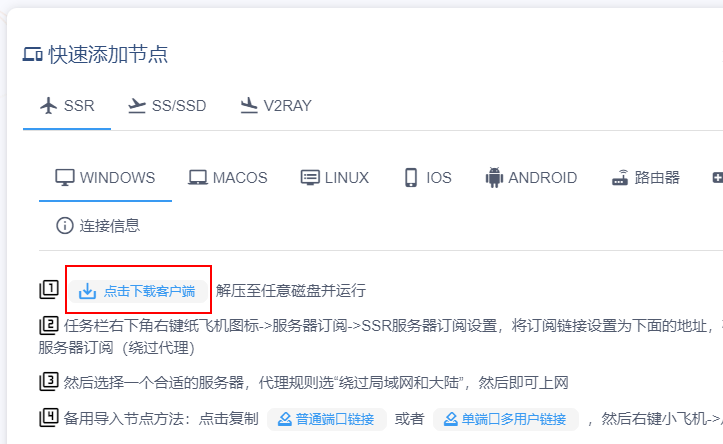 快速添加节点
SSR SS/SSD V2RAY
WINDOWS MACOS LINUX IOS ANDROID 路由器
连接信息
1 点击下载客户端 解压至任意磁盘并运行
2 任务栏右下角右键纸飞机图标->服务器订阅->SSR服务器订阅设置，将订阅链接设置为下面的地址，
服务器订阅（绕过代理）
3 然后选择一个合适的服务器，代理规则选“绕过局域网和大陆”，然后即可上网
4 备用导入节点方法：点击复制 普通端口链接 或者 单端口多用户链接 ，然后右键小飞机->